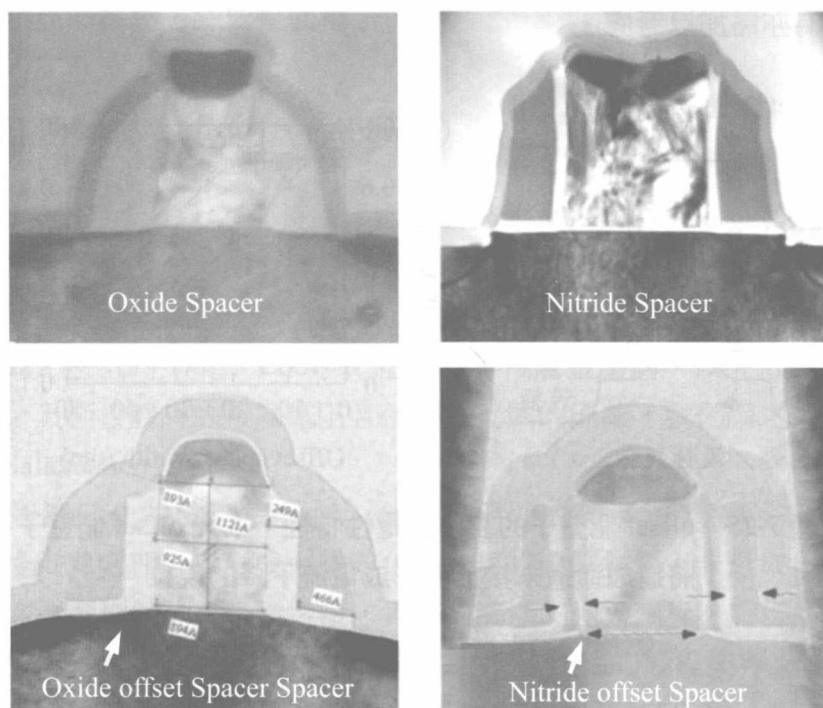 Oxide Spacer
Nitride Spacer
893A
249A
1121A
925A
466A
894A
Oxide offset Spacer Spacer
Nitride offset Spacer